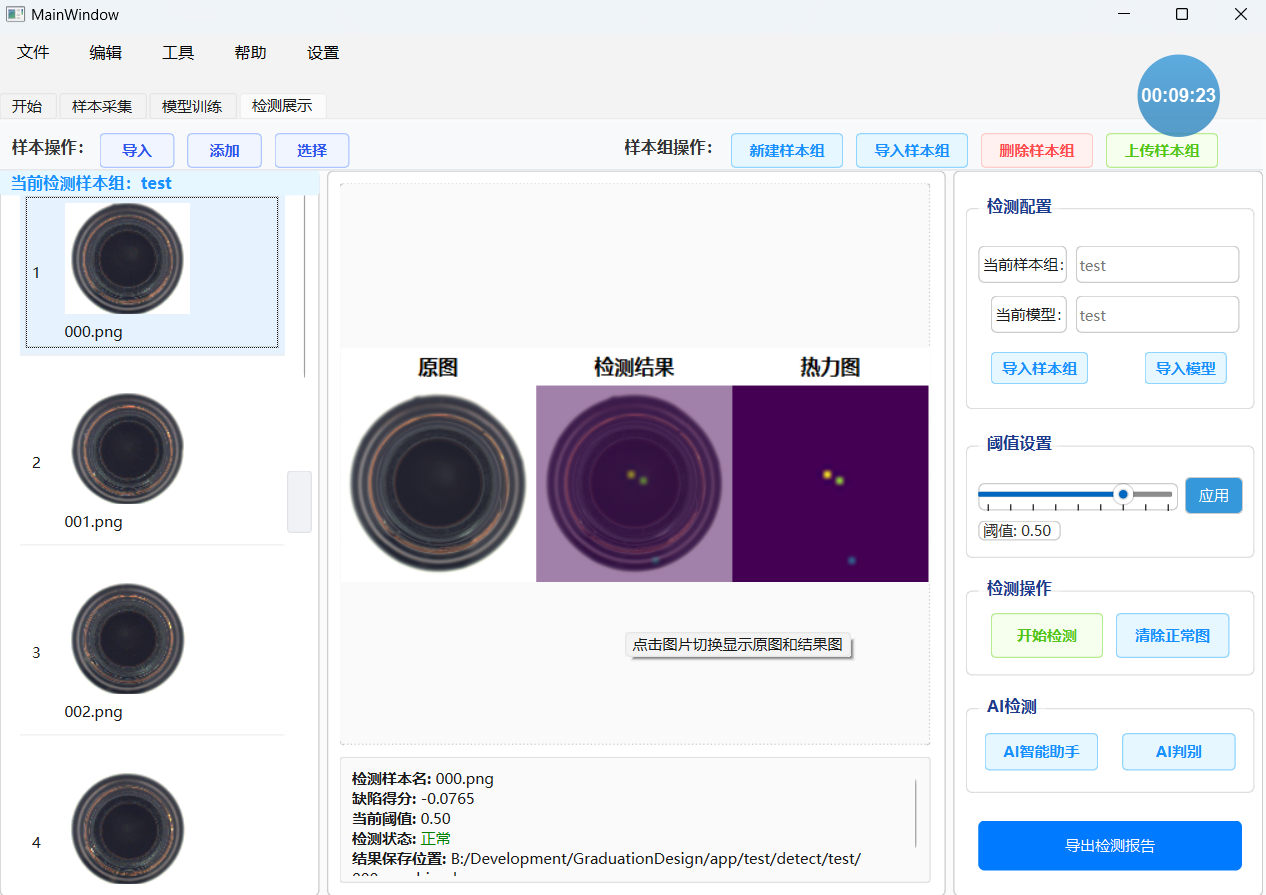 MainWindow
文件 编辑 工具 帮助 设置
00:09:23
开始 样本采集 模型训练 检测展示
样本操作： 导入 添加 选择 样本组操作： 新建样本组 导入样本组 删除样本组 上传样本组
当前检测样本组：test
1
000.png
2
001.png
3
002.png
4
原图 检测结果 热力图
点击图片切换显示原图和结果图
检测样本名: 000.png
缺陷得分: -0.0765
当前阈值: 0.50
检测状态: 正常
结果保存位置: B:/Development/GraduationDesign/app/test/detect/test/
检测配置
当前样本组: test
当前模型: test
导入样本组 导入模型
阈值设置
应用
阈值: 0.50
检测操作
开始检测 清除正常图
AI检测
AI智能助手 AI判别
导出检测报告